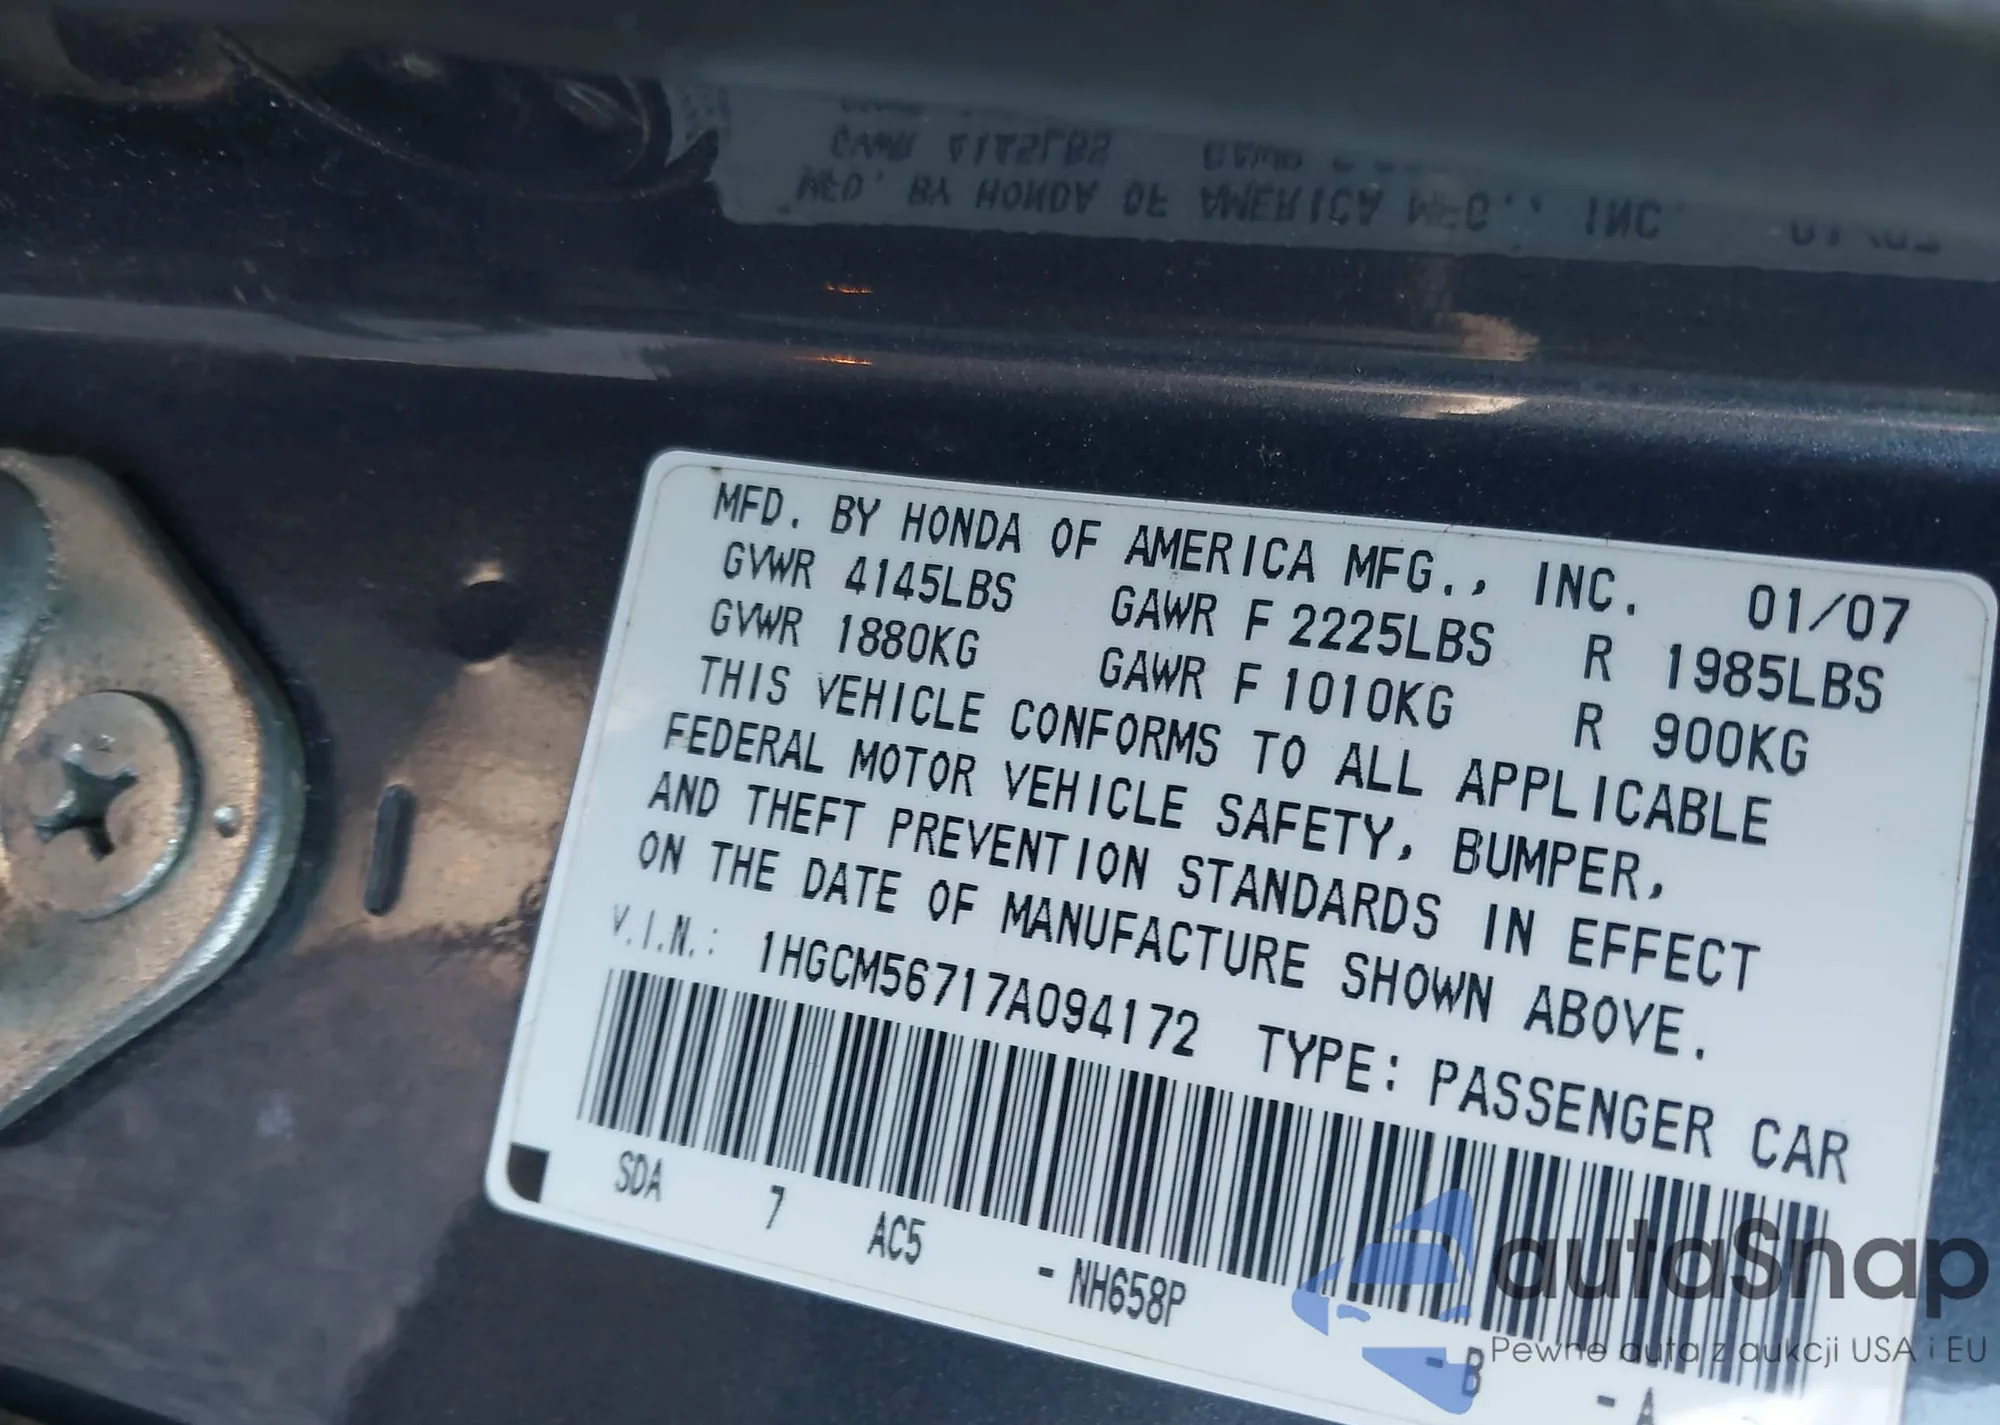 MFD. BY HONDA OF AMERICA MFG., INC. 01/07
GVWR 4145LBS GAWR F 2225LBS R 1985LBS
GVWR 1880KG GAWR F 1010KG R 900KG
THIS VEHICLE CONFORMS TO ALL APPLICABLE
FEDERAL MOTOR VEHICLE SAFETY, BUMPER,
AND THEFT PREVENTION STANDARDS IN EFFECT
ON THE DATE OF MANUFACTURE SHOWN ABOVE.
V.I.N.: 1HGCM56717A094172 TYPE: PASSENGER CAR
SDA 7 AC5 - NH658P - B - A
autaSnap
Pewne auta z aukcji USA i EU